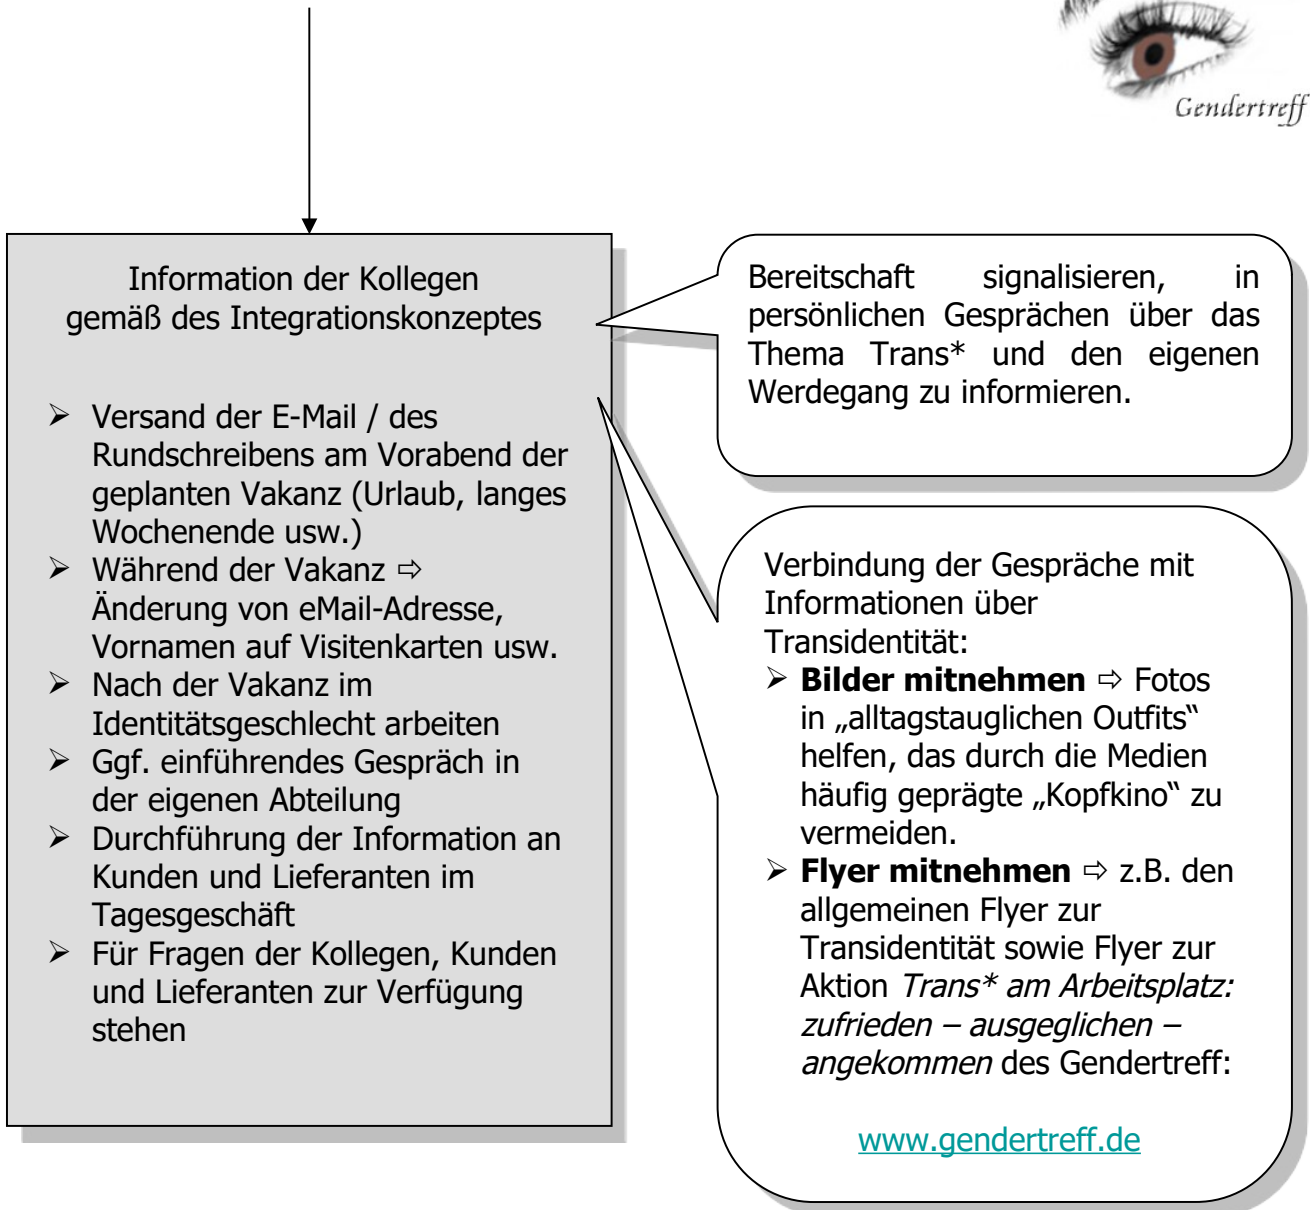 Gendertreff
Information der Kollegen
gemäß des Integrationskonzeptes
➢ Versand der E-Mail / des
Rundschreibens am Vorabend der
geplanten Vakanz (Urlaub, langes
Wochenende usw.)
➢ Während der Vakanz ⇨
Änderung von eMail-Adresse,
Vornamen auf Visitenkarten usw.
➢ Nach der Vakanz im
Identitätsgeschlecht arbeiten
➢ Ggf. einführendes Gespräch in
der eigenen Abteilung
➢ Durchführung der Information an
Kunden und Lieferanten im
Tagesgeschäft
➢ Für Fragen der Kollegen, Kunden
und Lieferanten zur Verfügung
stehen
Bereitschaft signalisieren, in
persönlichen Gesprächen über das
Thema Trans* und den eigenen
Werdegang zu informieren.
Verbindung der Gespräche mit
Informationen über
Transidentität:
➢ Bilder mitnehmen ⇨ Fotos
in „alltagstauglichen Outfits“
helfen, das durch die Medien
häufig geprägte „Kopfkino“ zu
vermeiden.
➢ Flyer mitnehmen ⇨ z.B. den
allgemeinen Flyer zur
Transidentität sowie Flyer zur
Aktion Trans* am Arbeitsplatz:
zufrieden – ausgeglichen –
angekommen des Gendertreff:
www.gendertreff.de